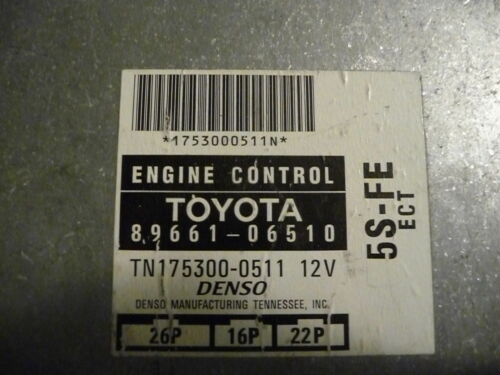 *1753000511N*
ENGINE CONTROL
TOYOTA
89661-06510
TN175300-0511 12V
DENSO
DENSO MANUFACTURING TENNESSEE, INC.
26P 16P 22P
5S-FE
ECT